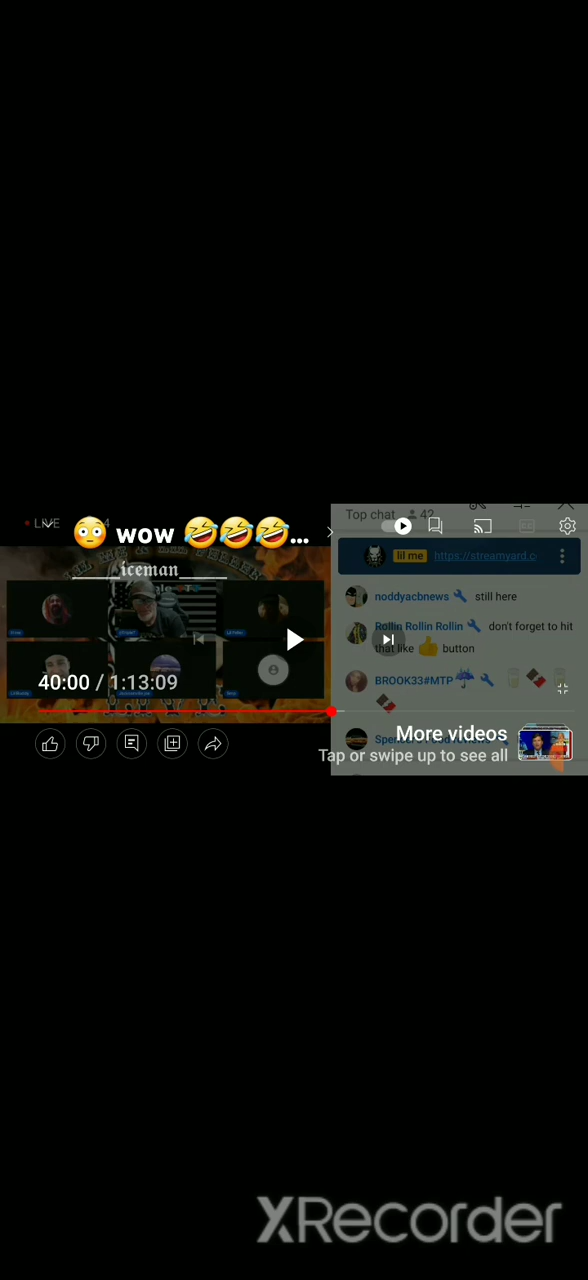 LIVE
😳 wow 🤣🤣🤣...
iceman
40:00 / 1:13:09
Top chat 42
lil me https://streamyard.c
noddyacbnews 🔧 still here
Rollin Rollin Rollin 🔧 don't forget to hit
that like 👍 button
BROOK33#MTP☔ 🔧
More videos
Tap or swipe up to see all
XRecorder